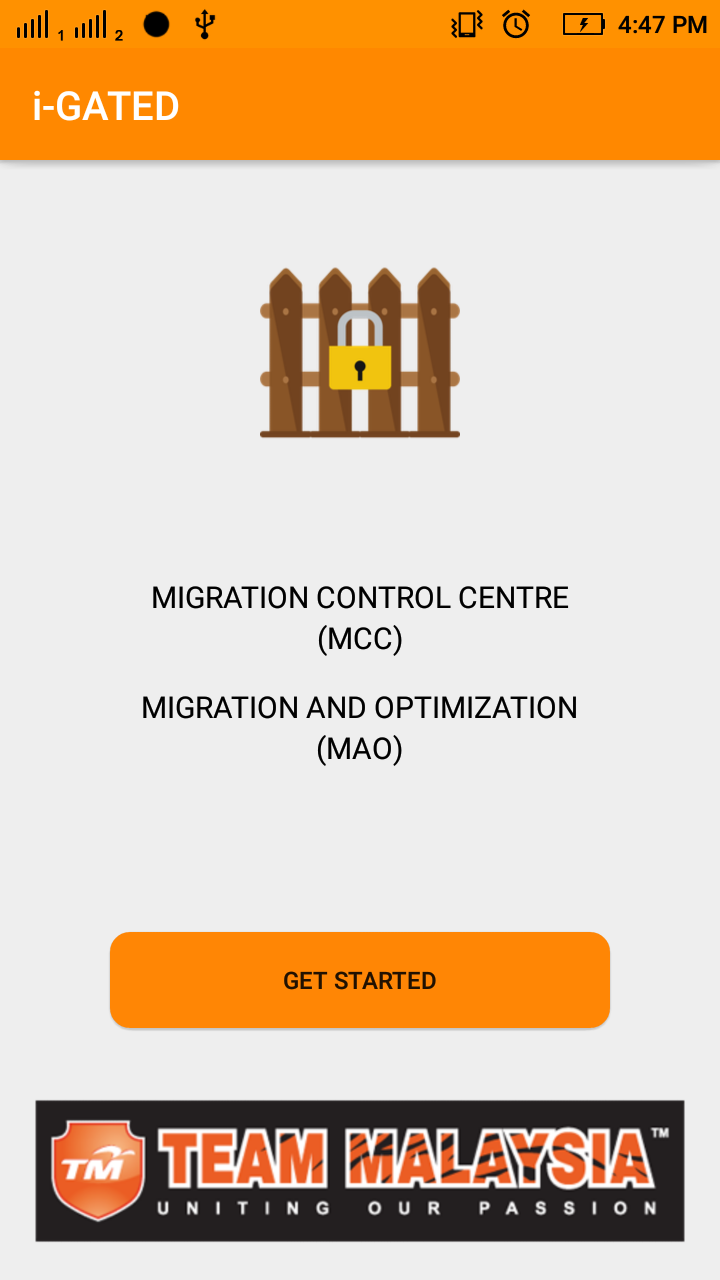 1 2 4:47 PM
i-GATED
MIGRATION CONTROL CENTRE
(MCC)
MIGRATION AND OPTIMIZATION
(MAO)
GET STARTED
TM TEAM MALAYSIA™
UNITING OUR PASSION